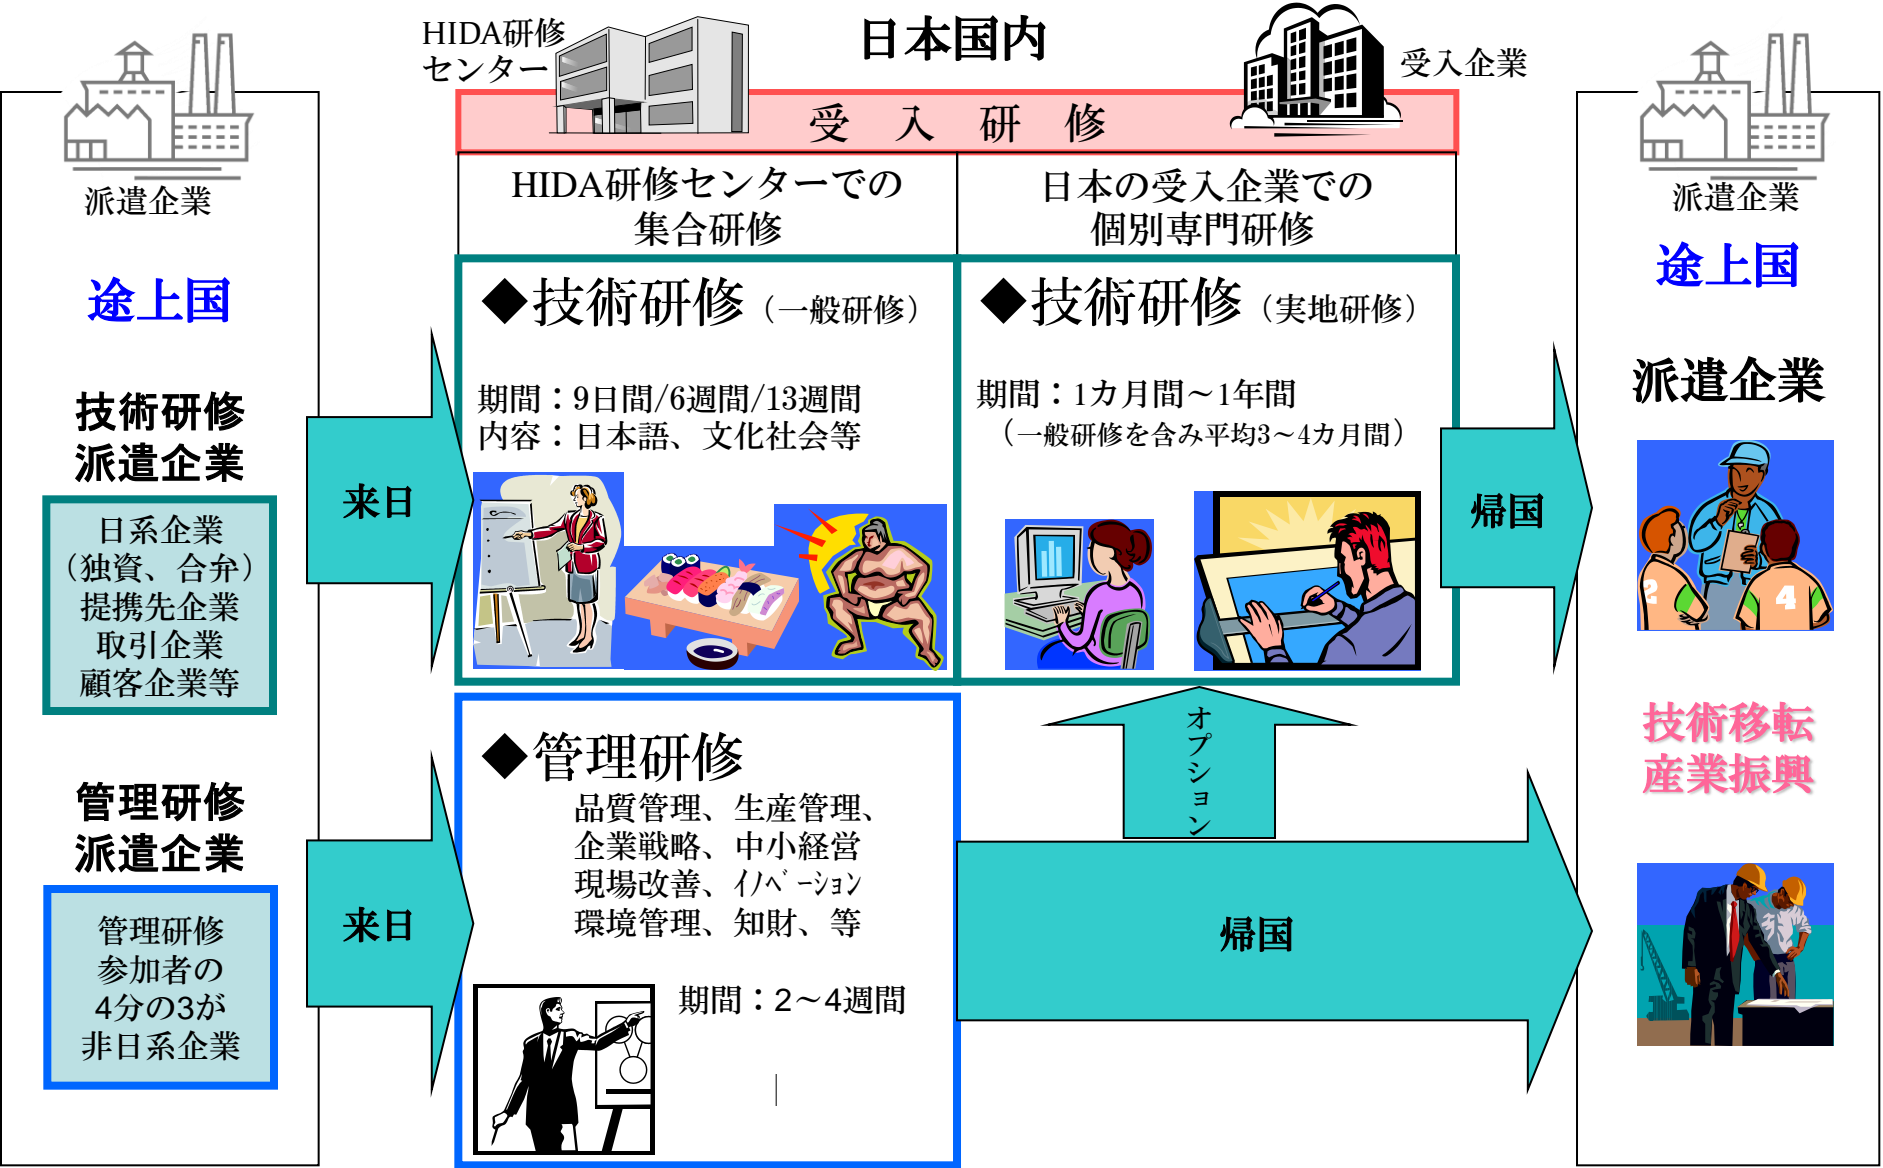 HIDA研修
センター
日本国内
受入企業
受 入 研 修
派遣企業
途上国
技術研修
派遣企業
日系企業
（独資、合弁）
提携先企業
取引企業
顧客企業等
管理研修
派遣企業
管理研修
参加者の
4分の3が
非日系企業
来日
来日
HIDA研修センターでの
集合研修
日本の受入企業での
個別専門研修
◆技術研修（一般研修）
期間：9日間/6週間/13週間
内容：日本語、文化社会等
◆技術研修（実地研修）
期間：1カ月間～1年間
（一般研修を含み平均3～4カ月間）
◆管理研修
品質管理、生産管理、
企業戦略、中小経営
現場改善、ｲﾉﾍﾞｰｼｮﾝ
環境管理、知財、等
期間：2～4週間
オプション
帰国
帰国
派遣企業
途上国
派遣企業
2
4
技術移転
産業振興